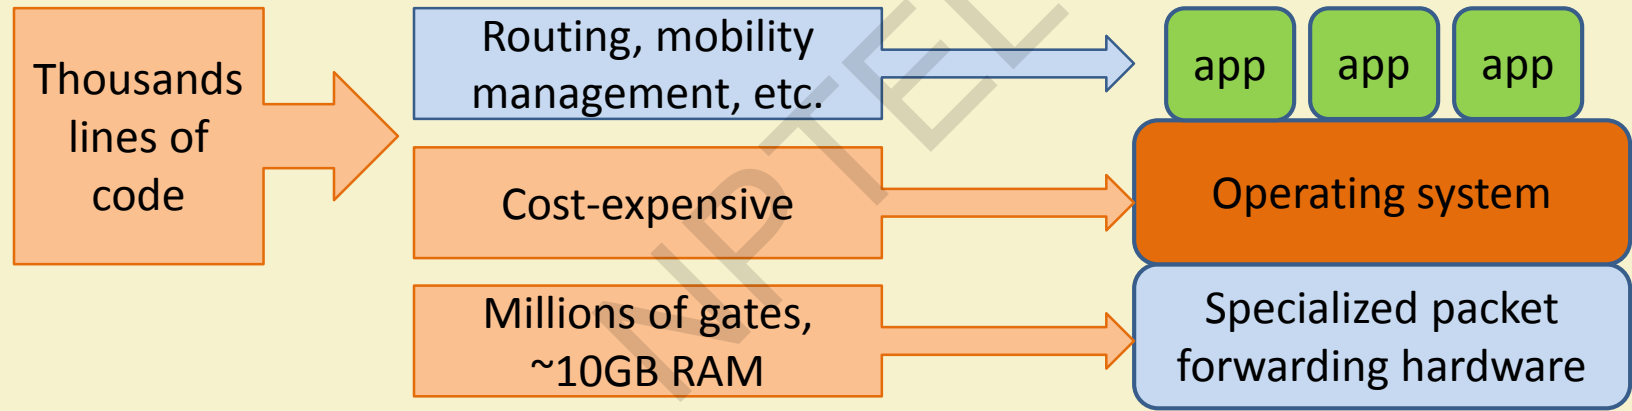 Thousands
lines of
code
Routing, mobility
management, etc.
Cost-expensive
Millions of gates,
~10GB RAM
app app app
Operating system
Specialized packet
forwarding hardware
NPTEL